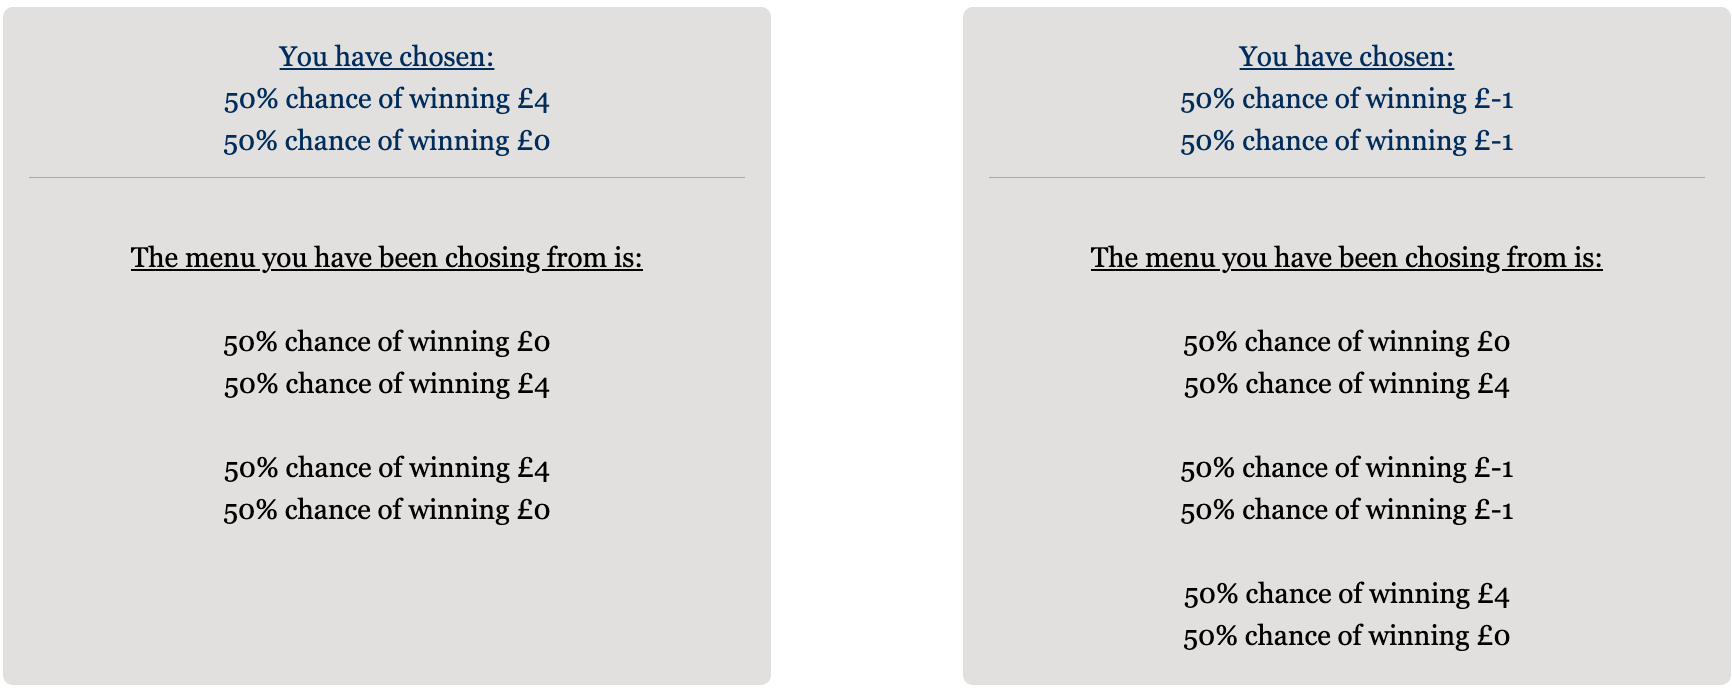 You have chosen:
50% chance of winning £4
50% chance of winning £0
The menu you have been chosing from is:
50% chance of winning £0
50% chance of winning £4
50% chance of winning £4
50% chance of winning £0
You have chosen:
50% chance of winning £-1
50% chance of winning £-1
The menu you have been chosing from is:
50% chance of winning £0
50% chance of winning £4
50% chance of winning £-1
50% chance of winning £-1
50% chance of winning £4
50% chance of winning £0